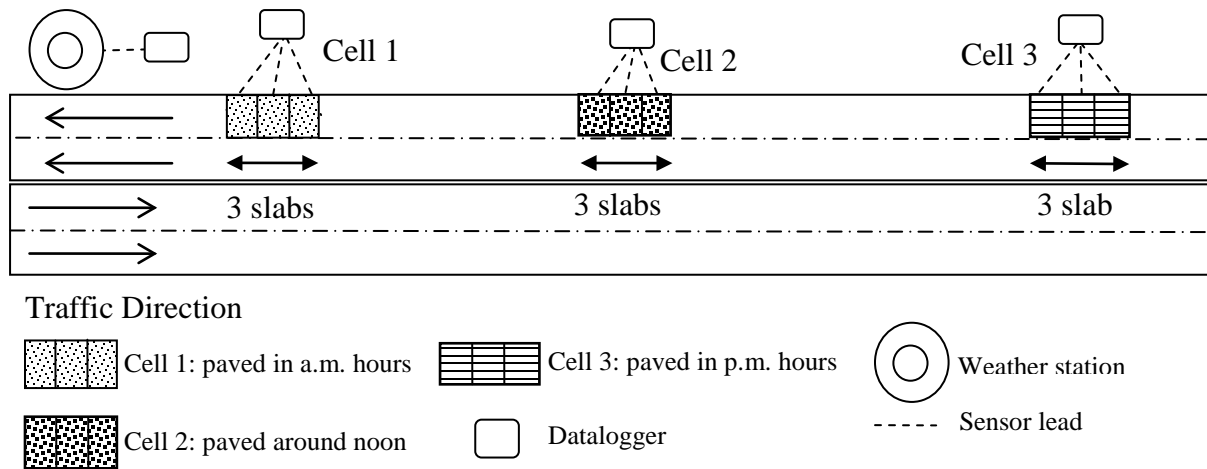 Cell 1
Cell 2
Cell 3
3 slabs
3 slabs
3 slab
Traffic Direction
Cell 1: paved in a.m. hours
Cell 3: paved in p.m. hours
Weather station
Cell 2: paved around noon
Datalogger
Sensor lead